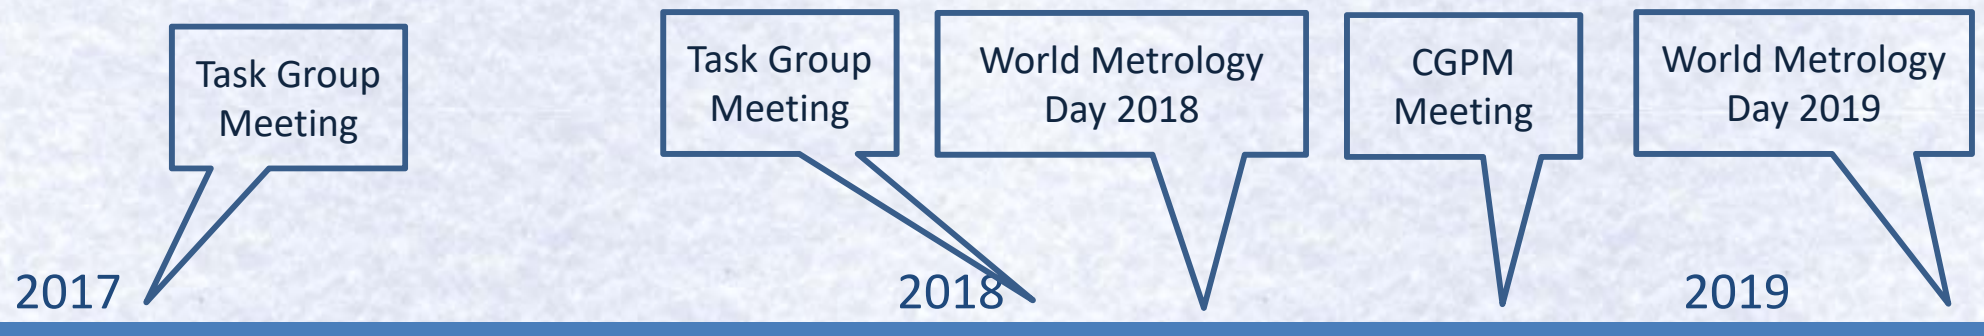 Task Group
Meeting
Task Group
Meeting
World Metrology
Day 2018
CGPM
Meeting
World Metrology
Day 2019
2017
2018
2019